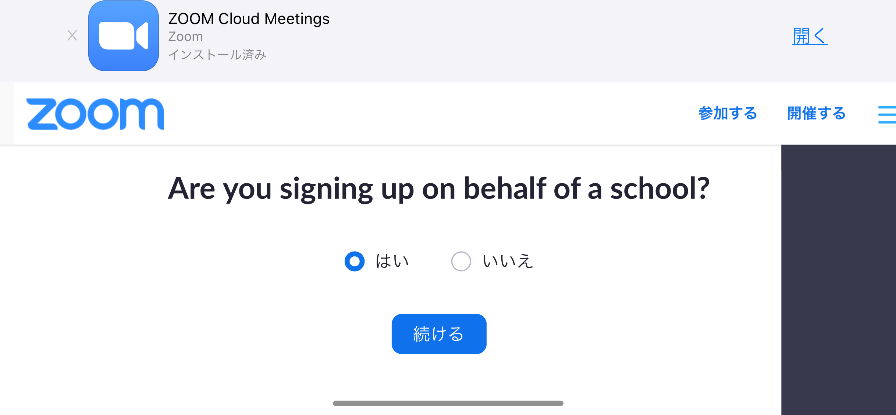 ZOOM Cloud Meetings
Zoom
インストール済み
開く
zoom
参加する 開催する
Are you signing up on behalf of a school?
はい いいえ
続ける